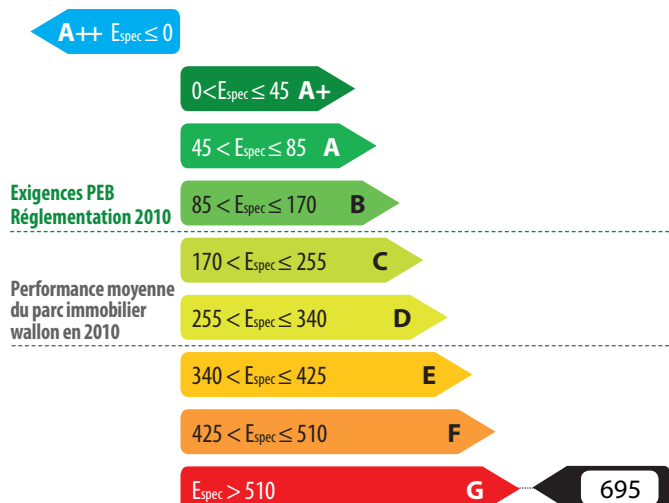 A++ Espec ≤ 0
0<Espec ≤ 45 A+
45 < Espec ≤ 85 A
Exigences PEB
Réglementation 2010
85 < Espec ≤ 170 B
170 < Espec ≤ 255 C
Performance moyenne
du parc immobilier
wallon en 2010
255 < Espec ≤ 340 D
340 < Espec ≤ 425 E
425 < Espec ≤ 510 F
Espec > 510 G
695